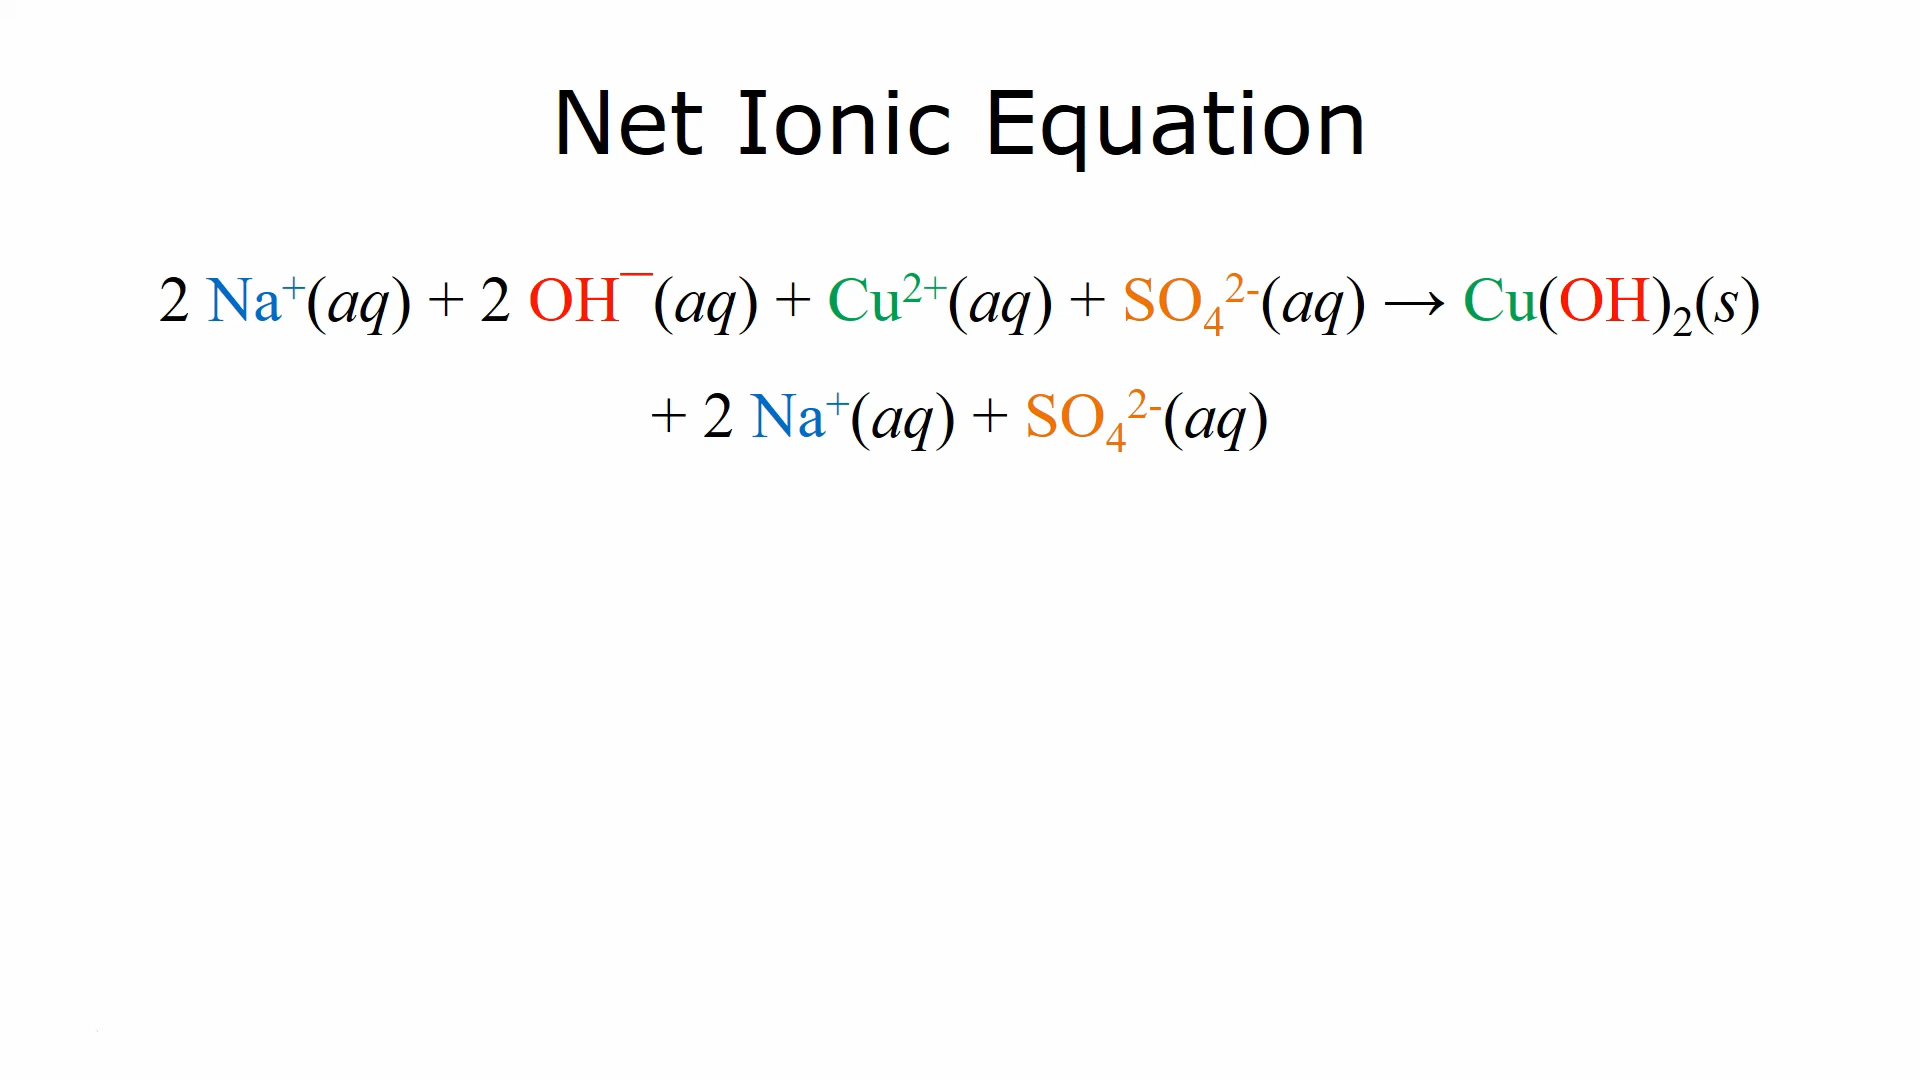 Net Ionic Equation
2 Na⁺(aq) + 2 OH⁻(aq) + Cu²⁺(aq) + SO₄²⁻(aq) → Cu(OH)₂(s)
+ 2 Na⁺(aq) + SO₄²⁻(aq)